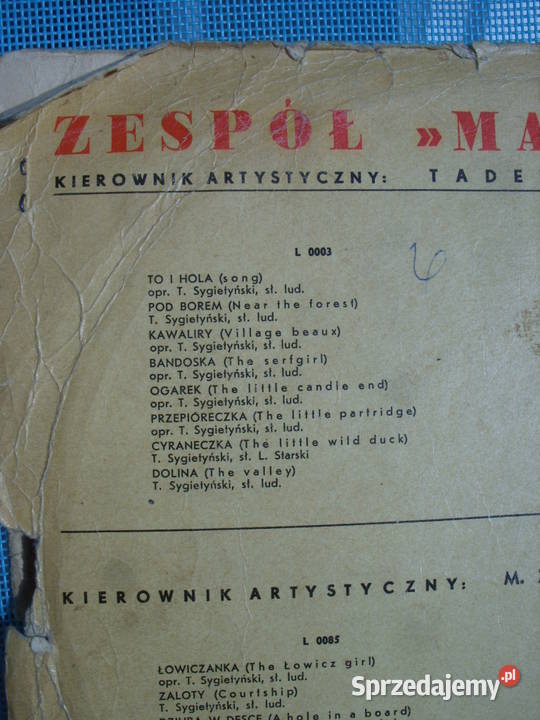 ZESPÓŁ »MA
KIEROWNIK ARTYSTYCZNY: TADE
L 0003
6
TO I HOLA (song)
opr. T. Sygietyński, sł. lud.
POD BOREM (Near the forest)
T. Sygietyński, sł. lud.
KAWALIRY (Village beaux)
opr. T. Sygietyński, sł. lud.
BANDOSKA (The serfgirl)
opr. T. Sygietyński, sł. lud.
OGAREK (The little candle end)
opr. T. Sygietyński, sł. lud.
PRZEPIÓRECZKA (The little partridge)
opr. T. Sygietyński, sł. lud.
CYRANECZKA (The little wild duck)
T. Sygietyński, sł. L. Starski
DOLINA (The valley)
T. Sygietyński, sł. lud.
KIEROWNIK ARTYSTYCZNY: M.
L 0085
ŁOWICZANKA (The Łowicz girl)
opr. T. Sygietyński, sł. lud.
ZALOTY (Courtship)
T. Sygietyński, sł. lud.
DZIURA W DESCE (A hole in a board)
Sprzedajemy.pl